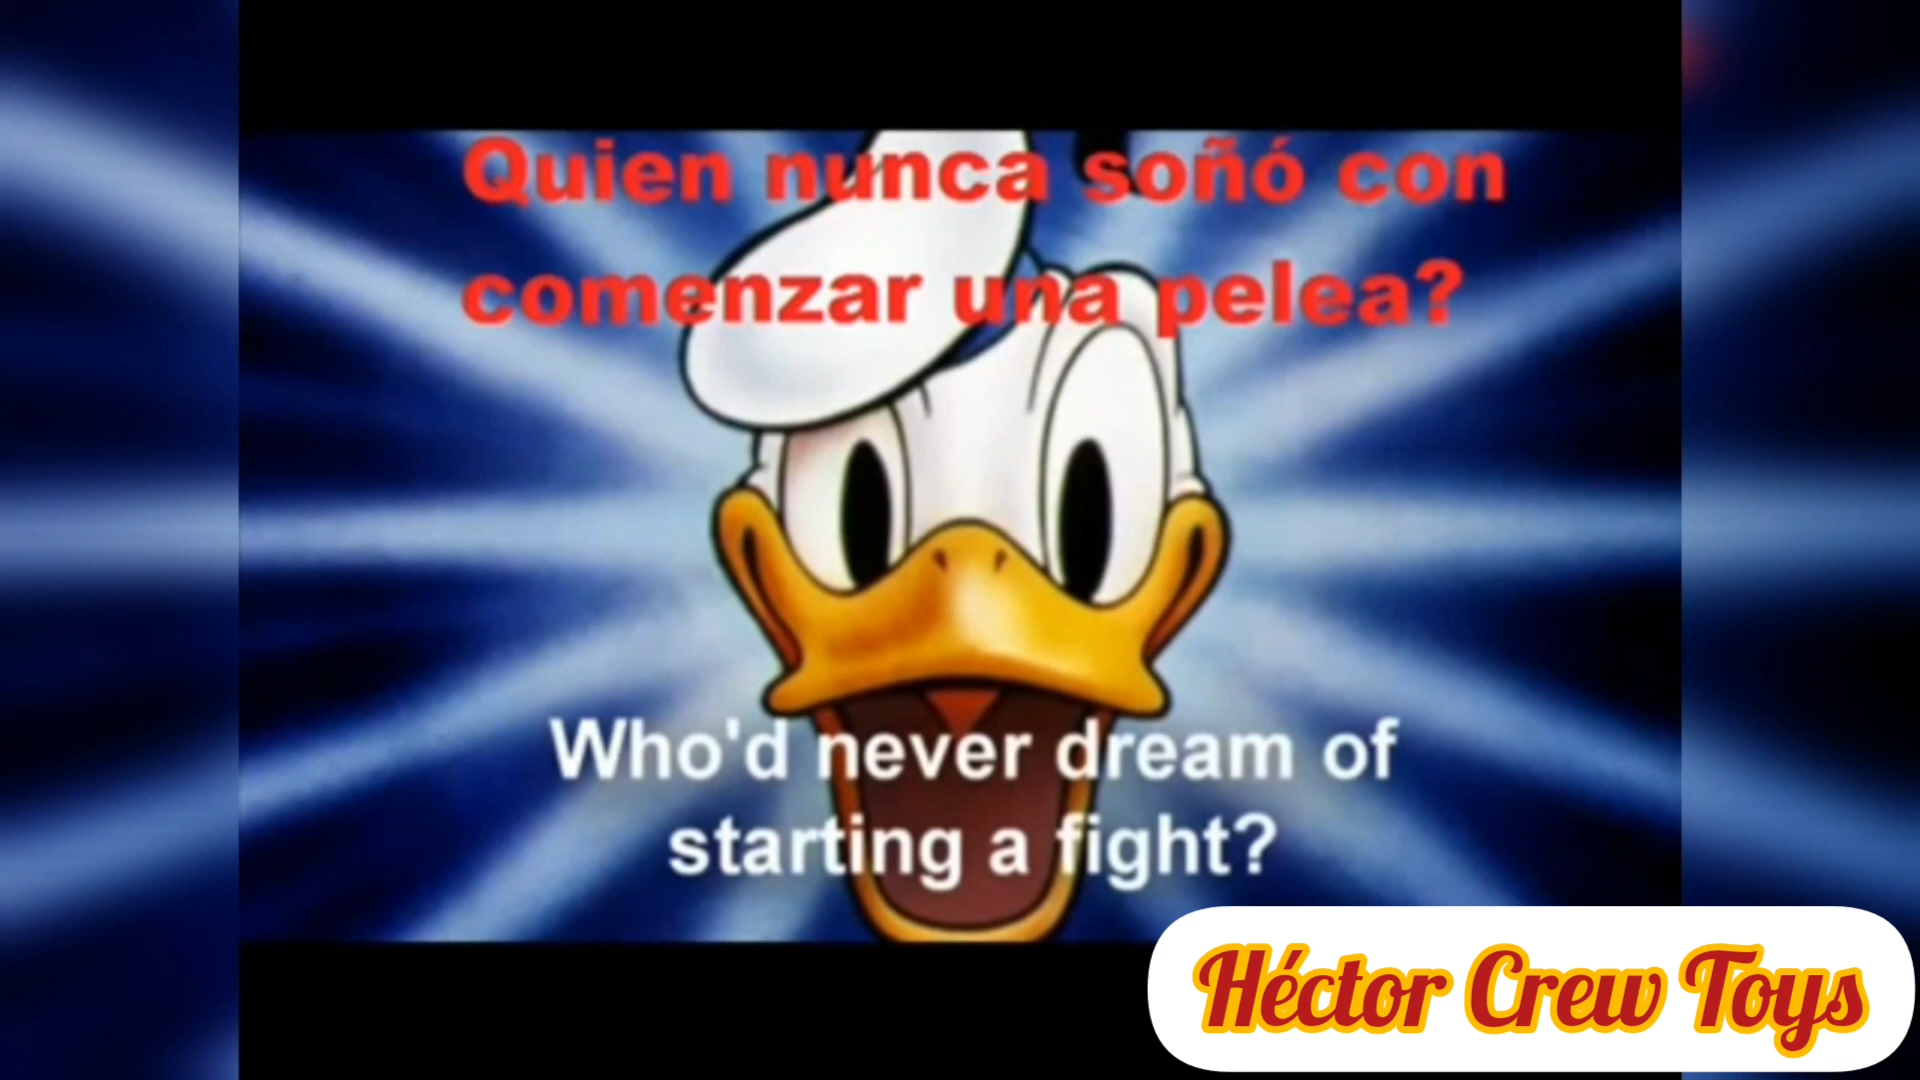 Quien nunca soñó con
comenzar una pelea?
Who'd never dream of
starting a fight?
Héctor Crew Toys